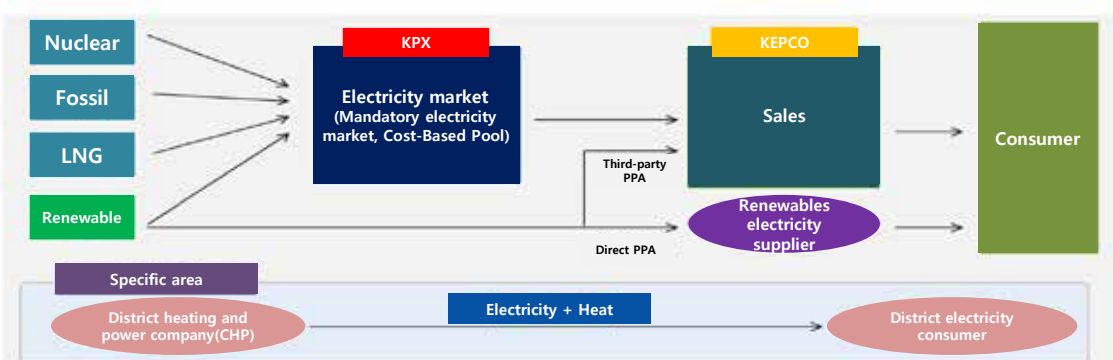 Nuclear
Fossil
LNG
Renewable
KPX
Electricity market
(Mandatory electricity
market, Cost-Based Pool)
KEPCO
Sales
Third-party
PPA
Direct PPA
Renewables
electricity
supplier
Consumer
Specific area
District heating and
power company(CHP)
Electricity + Heat
District electricity
consumer